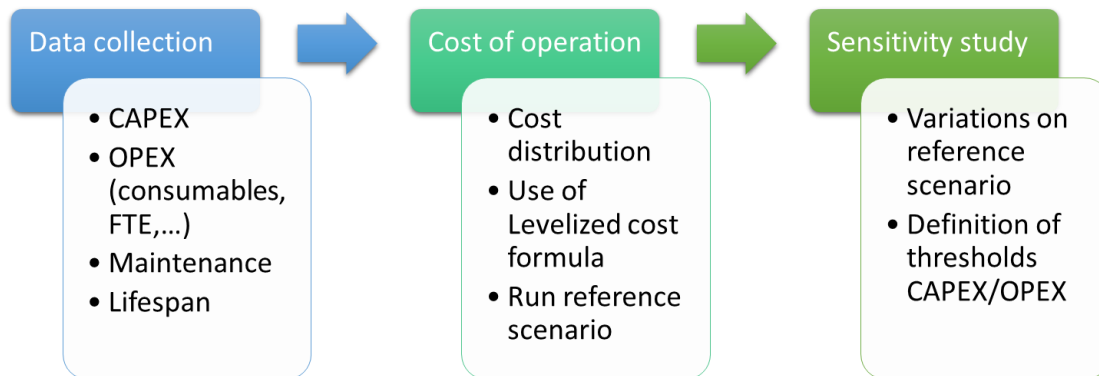 Data collection
• CAPEX
• OPEX
(consumables,
FTE,...)
• Maintenance
• Lifespan
Cost of operation
• Cost
distribution
• Use of
Levelized cost
formula
• Run reference
scenario
Sensitivity study
• Variations on
reference
scenario
• Definition of
thresholds
CAPEX/OPEX